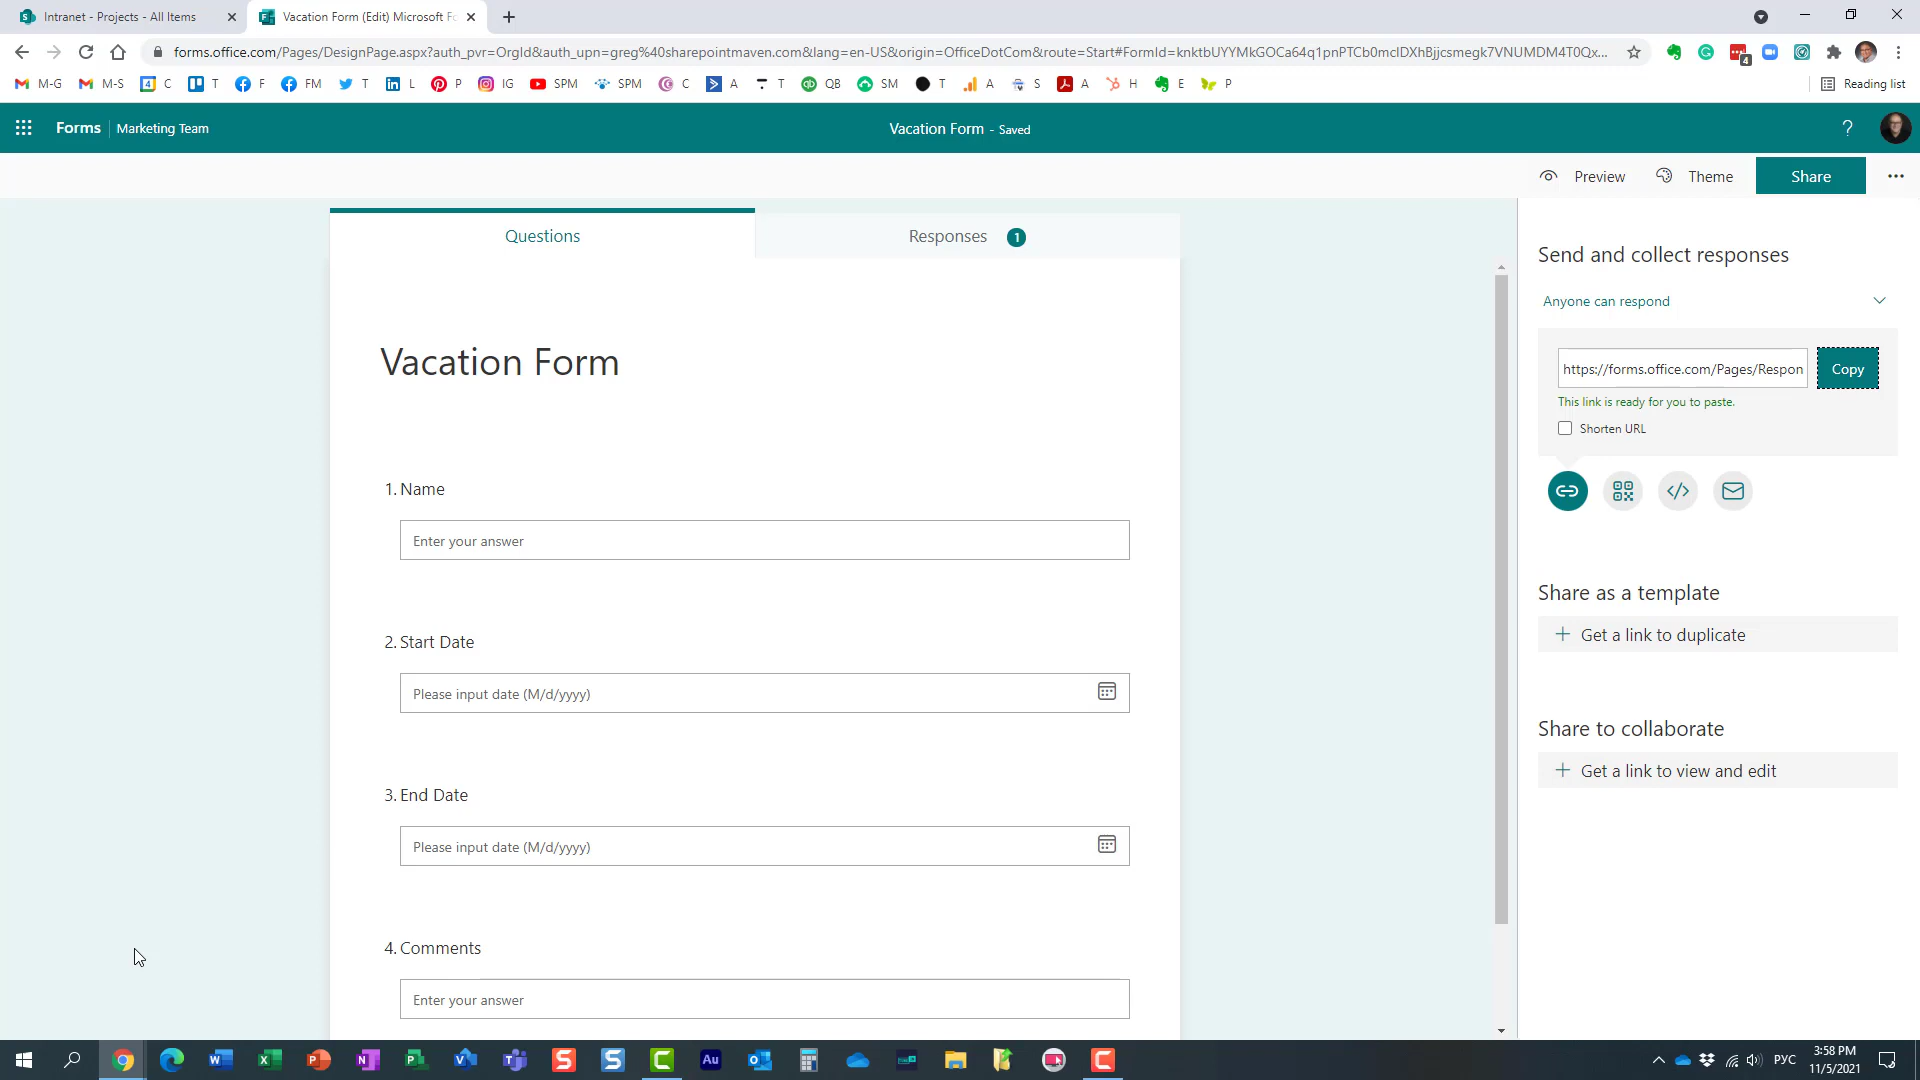 Intranet - Projects - All Items
Vacation Form (Edit) Microsoft Fo
forms.office.com/Pages/DesignPage.aspx?auth_pvr=OrgId&auth_upn=greg%40sharepointmaven.com&lang=en-US&origin=OfficeDotCom&route=Start#FormId=knktbUYYMkGOCa64q1pnPTCb0mcIDXhBjjcsmegk7VNUMDM4T0Qx...
4
M-G M-S 4 C T F FM T L P IG SPM SPM C A T QB SM T A S A H E P Reading list
Forms Marketing Team Vacation Form - Saved ?
Preview Theme Share
Questions Responses 1
Send and collect responses
Anyone can respond
https://forms.office.com/Pages/Respon Copy
This link is ready for you to paste.
Shorten URL
Vacation Form
1. Name
Enter your answer
2. Start Date
Please input date (M/d/yyyy)
3. End Date
Please input date (M/d/yyyy)
4. Comments
Enter your answer
Share as a template
Get a link to duplicate
Share to collaborate
Get a link to view and edit
РУС
3:58 PM
11/5/2021